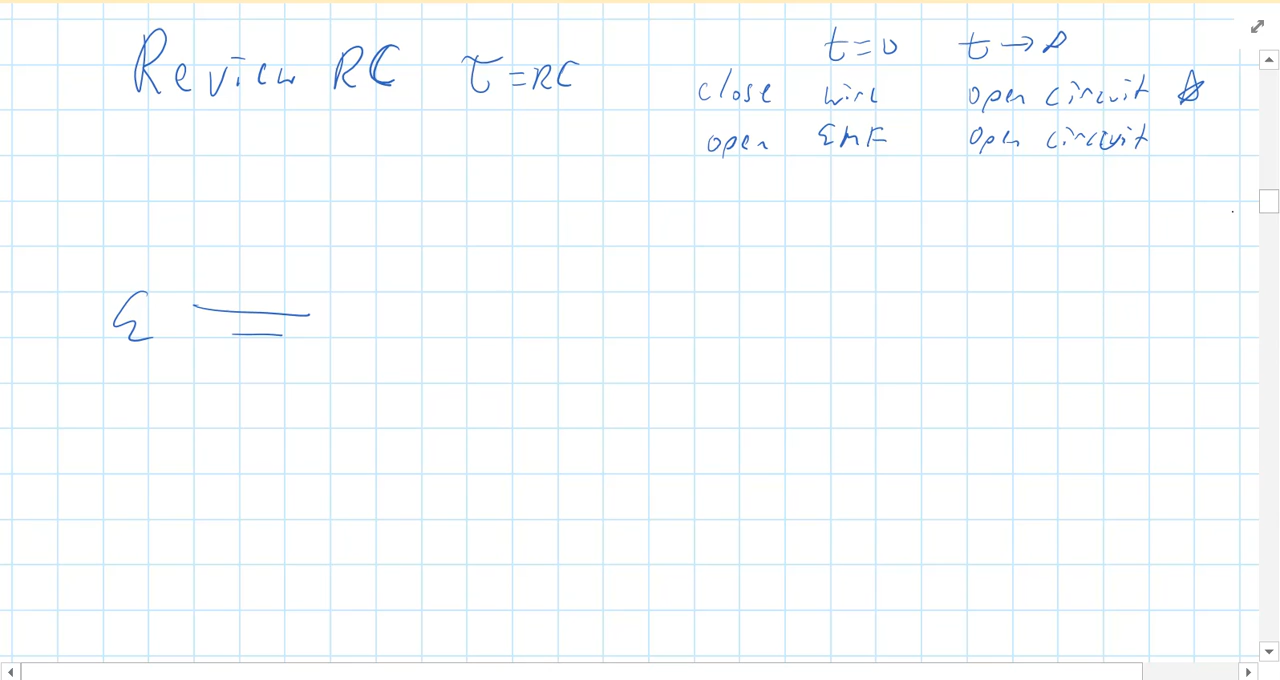 Review RC τ=RC
t=0 t→∞
close wire open circuit
open EMF open circuit
ε